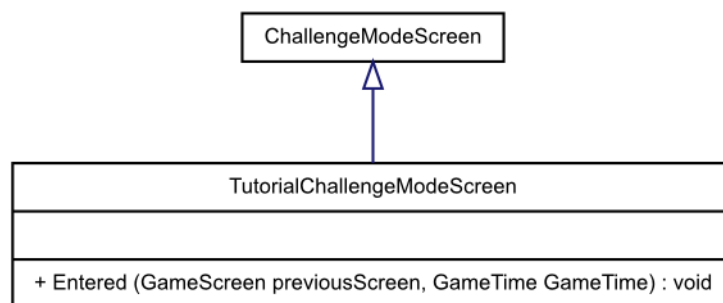 ChallengeModeScreen
TutorialChallengeModeScreen
+ Entered (GameScreen previousScreen, GameTime GameTime) : void